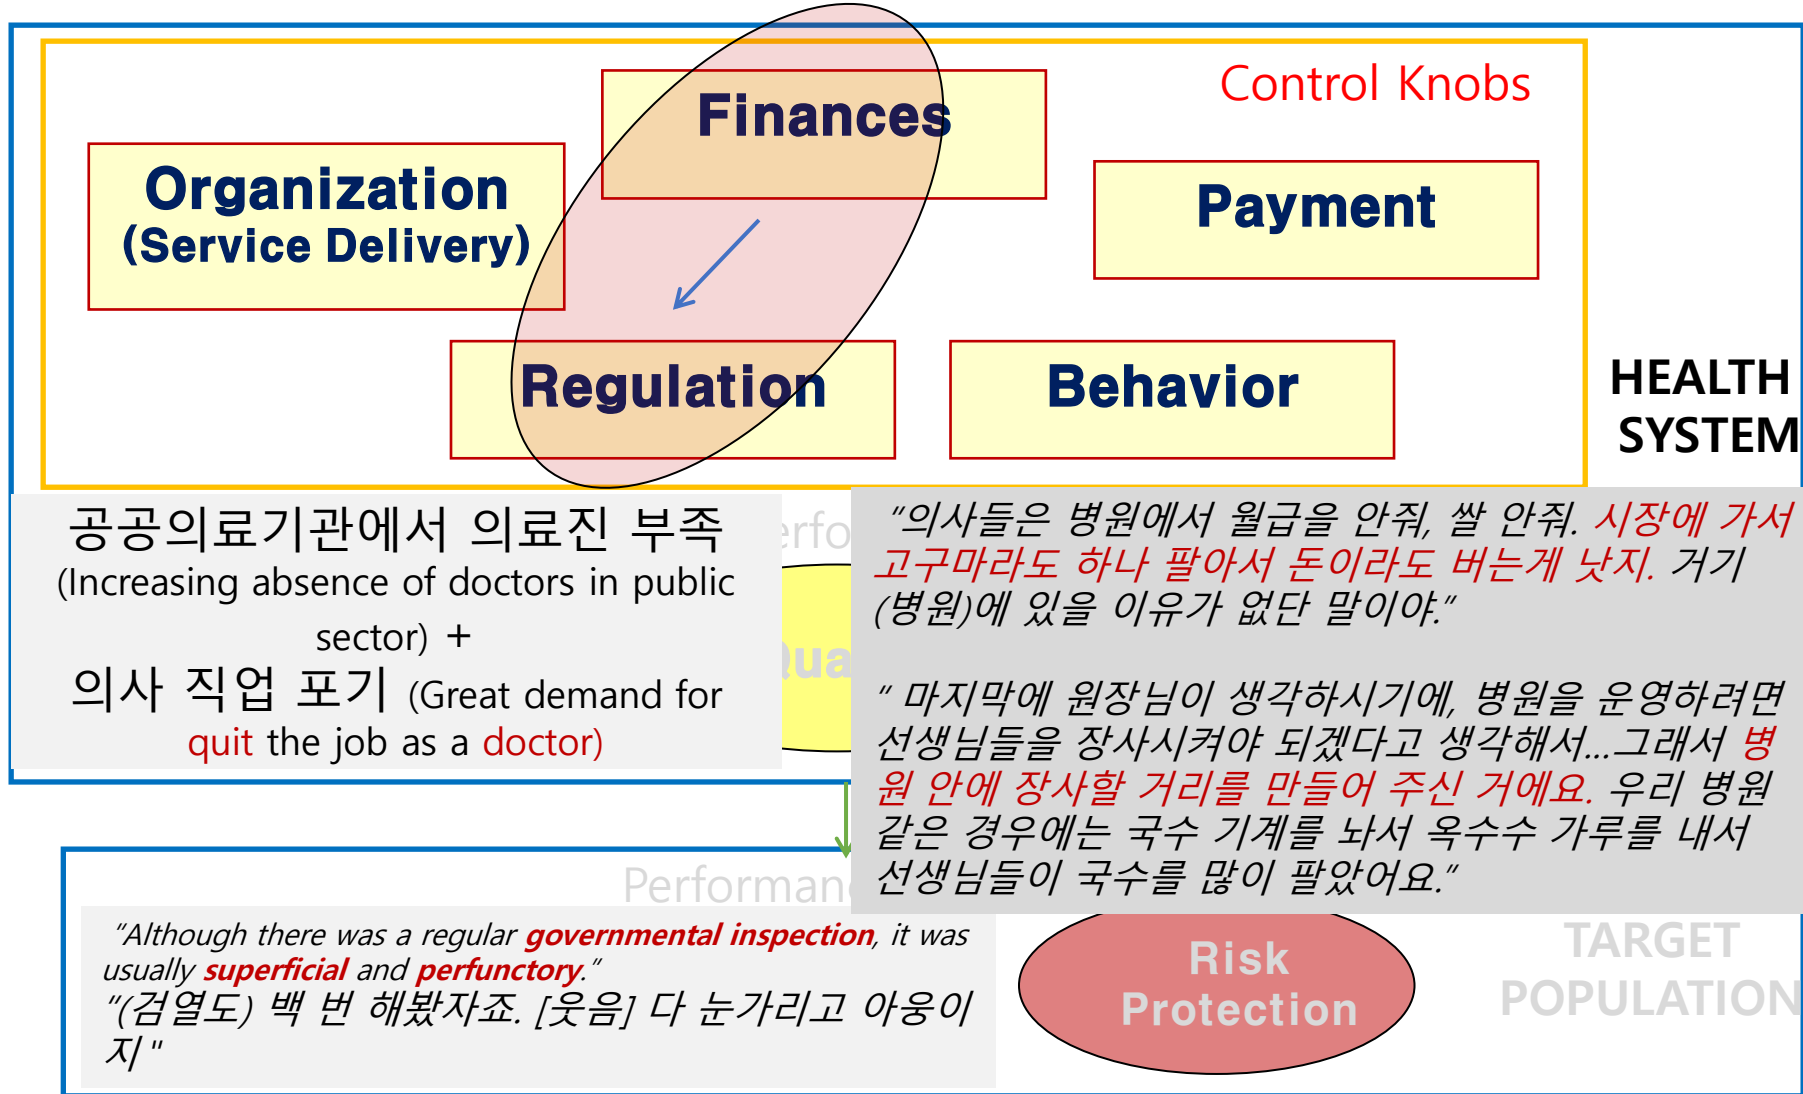 Control Knobs
Finances
Organization
(Service Delivery)
Payment
Regulation
Behavior
HEALTH
SYSTEM
공공의료기관에서 의료진 부족
(Increasing absence of doctors in public
sector) +
의사 직업 포기 (Great demand for
quit the job as a doctor)
erfo
ua
"의사들은 병원에서 월급을 안줘, 쌀 안줘. 시장에 가서
고구마라도 하나 팔아서 돈이라도 버는게 낫지. 거기
(병원)에 있을 이유가 없단 말이야."
" 마지막에 원장님이 생각하시기에, 병원을 운영하려면
선생님들을 장사시켜야 되겠다고 생각해서...그래서 병
원 안에 장사할 거리를 만들어 주신 거에요. 우리 병원
같은 경우에는 국수 기계를 놔서 옥수수 가루를 내서
선생님들이 국수를 많이 팔았어요."
Performan
"Although there was a regular governmental inspection, it was
usually superficial and perfunctory."
"(검열도) 백 번 해봤자죠. [웃음] 다 눈가리고 아웅이
지"
Risk
Protection
TARGET
POPULATION